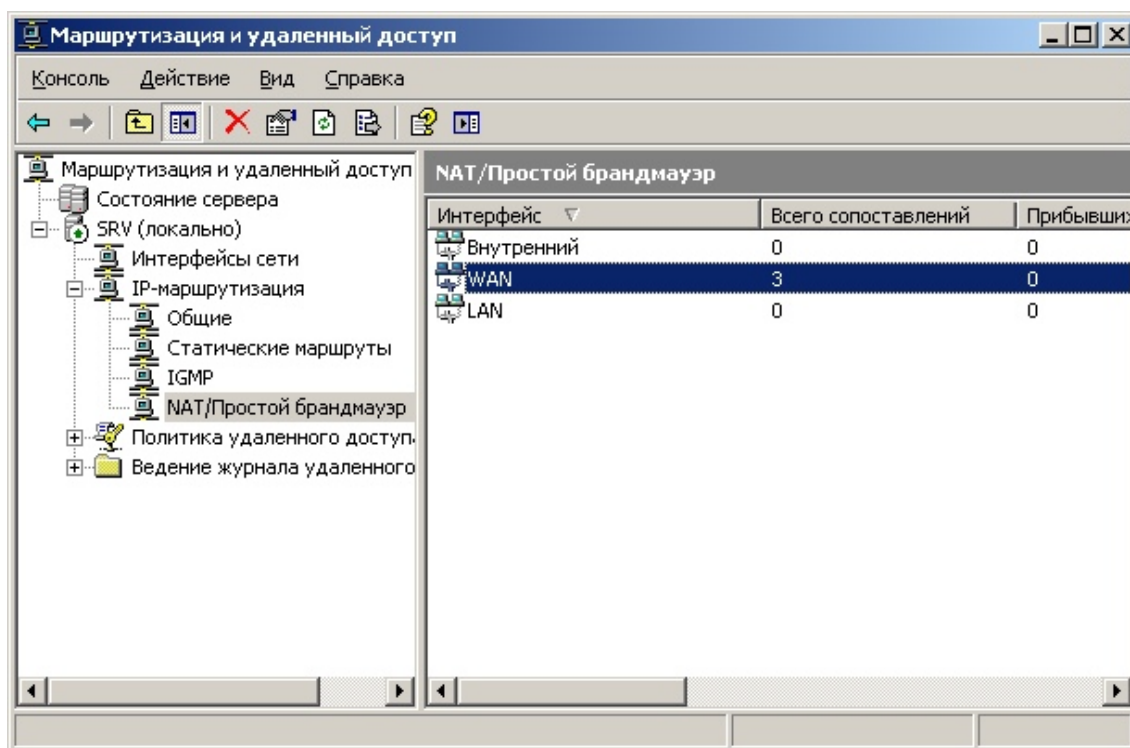 Маршрутизация и удаленный доступ
Консоль Действие Вид Справка
Маршрутизация и удаленный доступ
Состояние сервера
SRV (локально)
Интерфейсы сети
IP-маршрутизация
Общие
Статические маршруты
IGMP
NAT/Простой брандмауэр
Политика удаленного доступ
Ведение журнала удаленного
NAT/Простой брандмауэр
Интерфейс Всего сопоставлений Прибывши
Внутренний 0 0
WAN 3 0
LAN 0 0